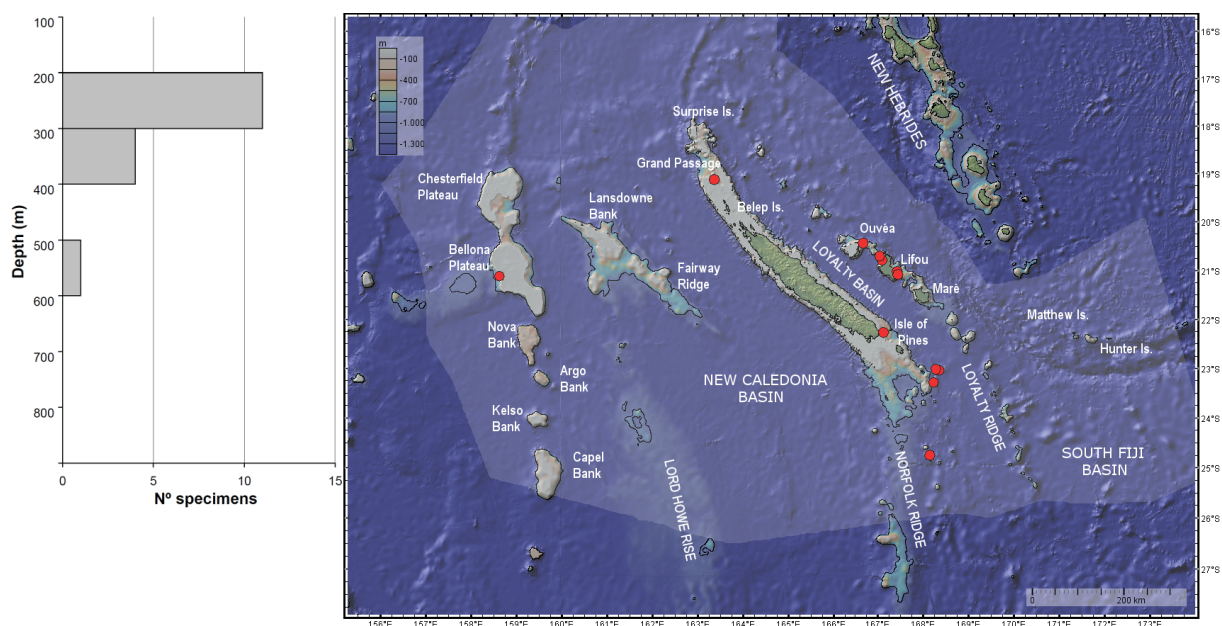 100
200
300
400
500
600
700
800
Depth (m)
0
5
10
15
Nº specimens
m
-100
-400
-700
-1.000
-1.300
Surprise Is.
Grand Passage
Belep Is.
Chesterfield
Plateau
Lansdowne
Bank
Bellona
Plateau
Fairway
Ridge
Nova
Bank
Argo
Bank
Kelso
Bank
Capel
Bank
NEW CALEDONIA
BASIN
LORD HOWE RISE
NEW HEBRIDES
Ouvéa
Lifou
Maré
LOYALTY BASIN
Isle of
Pines
Matthew Is.
Hunter Is.
LOYALTY RIDGE
NORFOLK RIDGE
SOUTH FIJI
BASIN
0
200 km
16°S
17°S
18°S
19°S
20°S
21°S
22°S
23°S
24°S
25°S
26°S
27°S
156°E
157°E
158°E
159°E
160°E
161°E
162°E
163°E
164°E
165°E
166°E
167°E
168°E
169°E
170°E
171°E
172°E
173°E